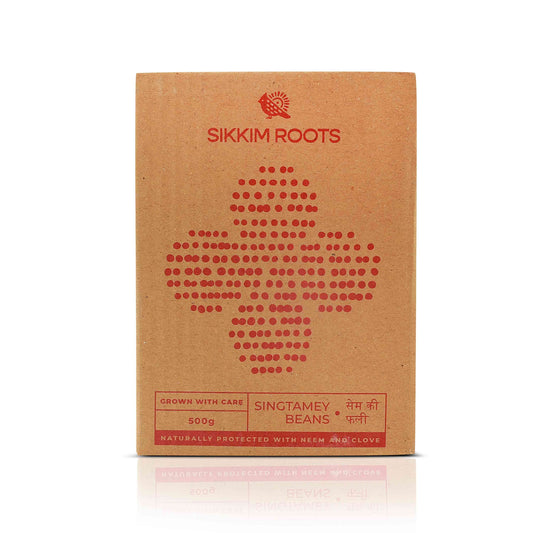 SIKKIM ROOTS
GROWN WITH CARE
500g
SINGTAMEY
BEANS
•
सेम की
फली
NATURALLY PROTECTED WITH NEEM AND CLOVE